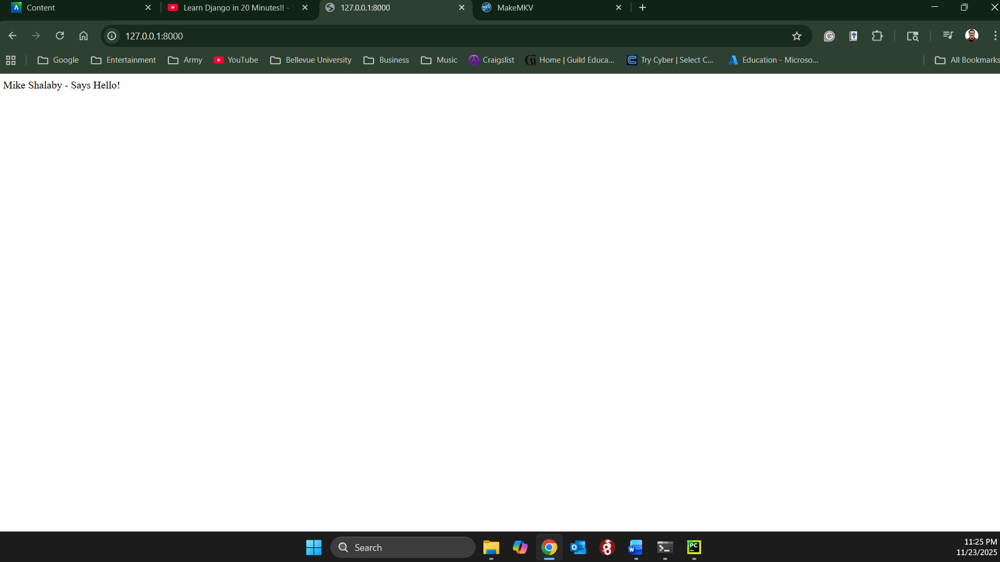 Content
Learn Django in 20 Minutes!! -
127.0.0.1:8000
MakeMKV
127.0.0.1:8000
Google
Entertainment
Army
YouTube
Bellevue University
Business
Music
Craigslist
Home | Guild Educa...
Try Cyber | Select C...
Education - Microso...
All Bookmarks
Mike Shalaby - Says Hello!
Search
11:25 PM
11/23/2025